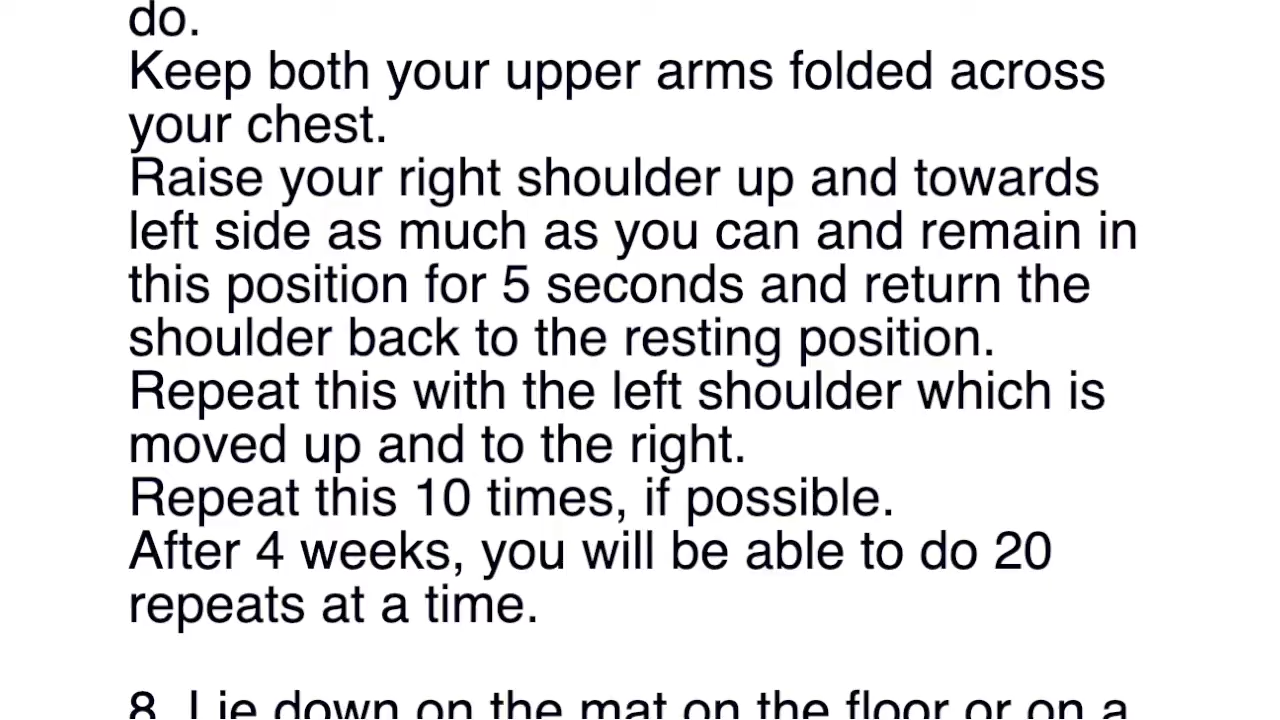 do.
Keep both your upper arms folded across
your chest.
Raise your right shoulder up and towards
left side as much as you can and remain in
this position for 5 seconds and return the
shoulder back to the resting position.
Repeat this with the left shoulder which is
moved up and to the right.
Repeat this 10 times, if possible.
After 4 weeks, you will be able to do 20
repeats at a time.
8. Lie down on the mat on the floor or on a